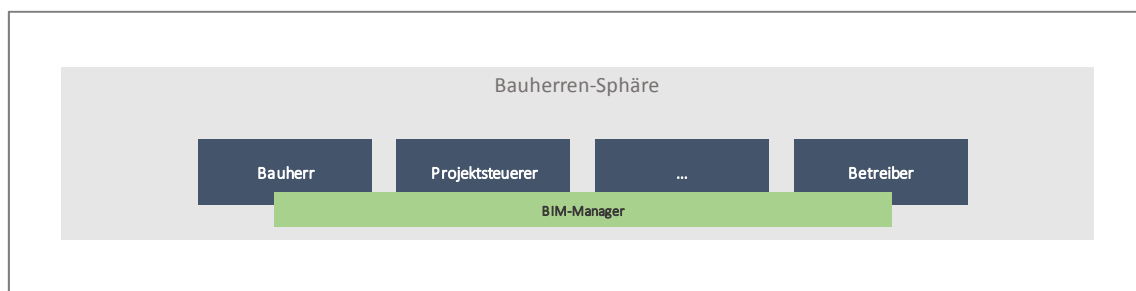 Bauherren-Sphäre
Bauherr
Projektsteuerer
...
Betreiber
BIM-Manager